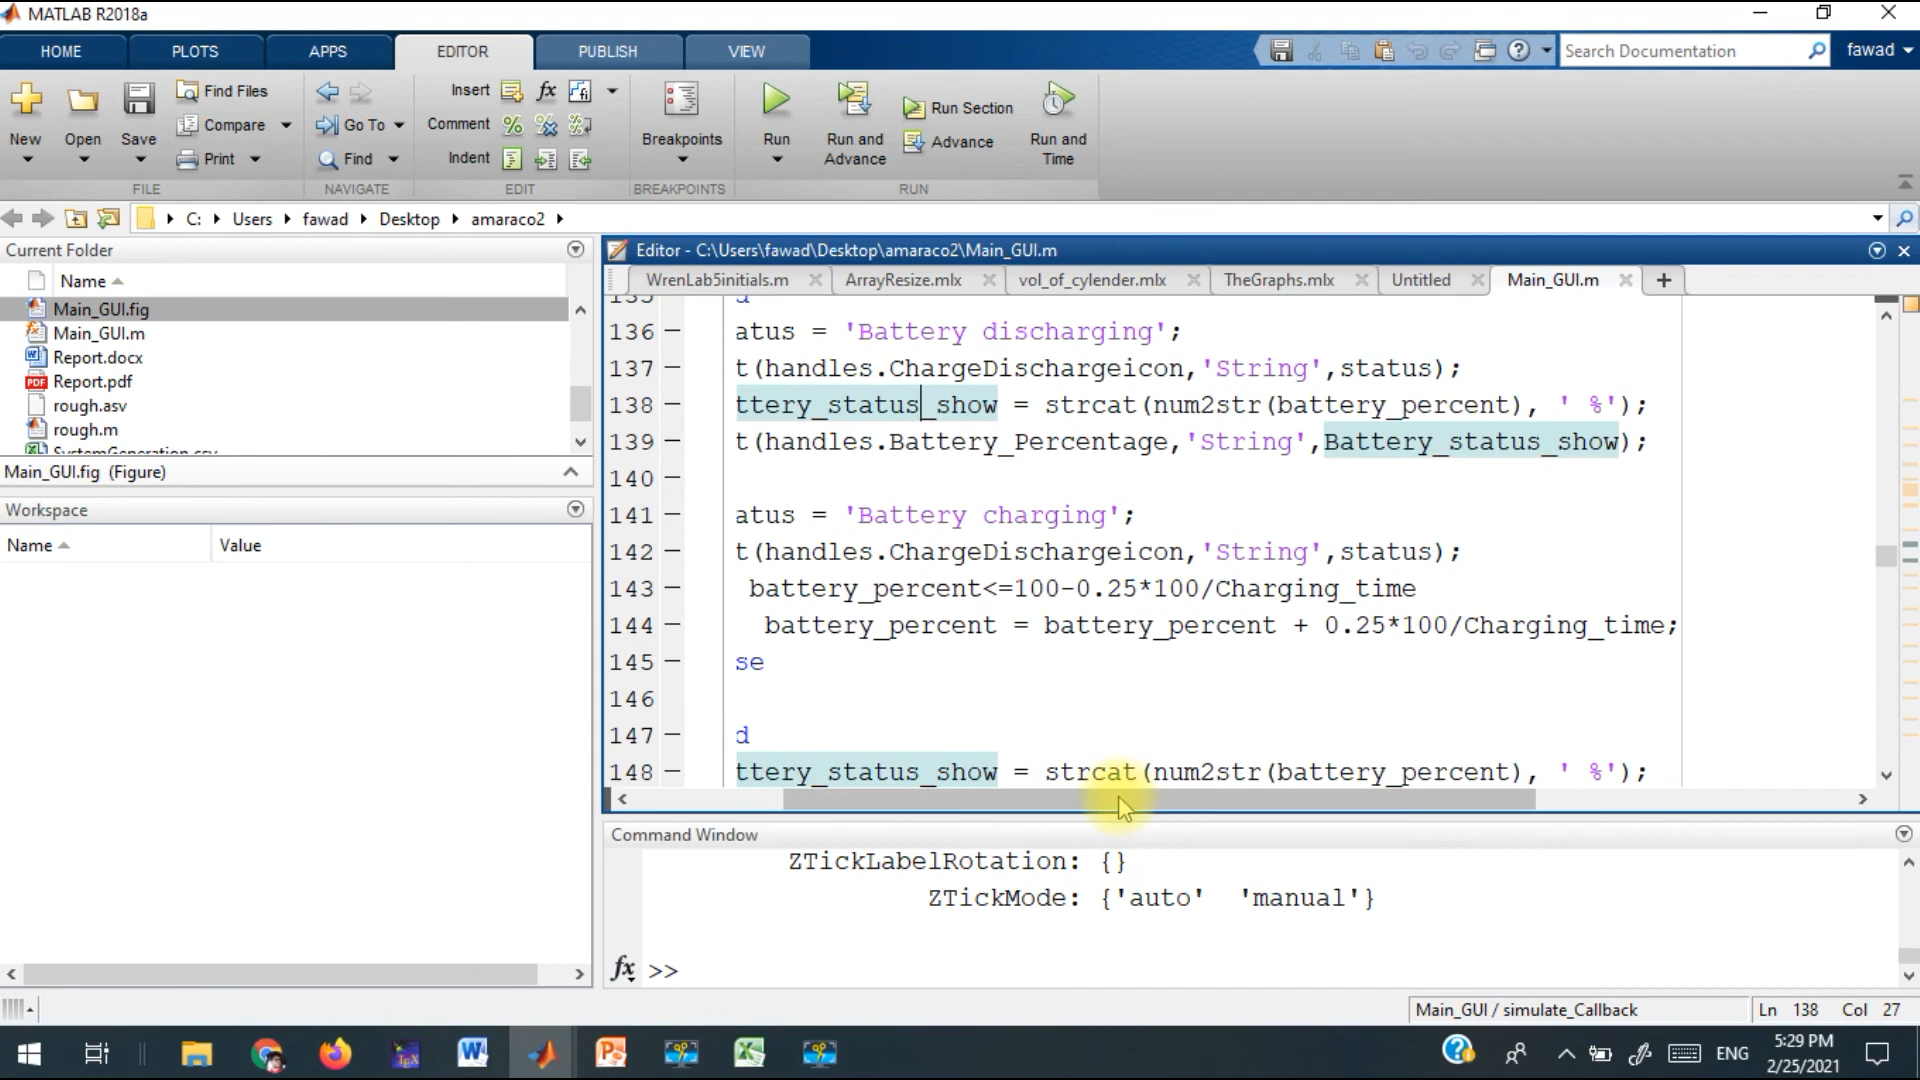 MATLAB R2018a
HOME PLOTS APPS EDITOR PUBLISH VIEW
Search Documentation
fawad
New Open Save
Find Files
Compare
Print
Go To
Find
Insert fx
Comment
Indent
Breakpoints
Run
Run and Advance
Run Section
Advance
Run and Time
FILE NAVIGATE EDIT BREAKPOINTS RUN
C: Users fawad Desktop amaraco2
Current Folder
Name
Main_GUI.fig
Main_GUI.m
Report.docx
PDF Report.pdf
rough.asv
rough.m
SystemGeneration.csv
Main_GUI.fig (Figure)
Workspace
Name Value
Editor - C:\Users\fawad\Desktop\amaraco2\Main_GUI.m
WrenLab5initials.m ArrayResize.mlx vol_of_cylender.mlx TheGraphs.mlx Untitled Main_GUI.m +
135 d
136 – atus = 'Battery discharging';
137 – t(handles.ChargeDischargeicon,'String',status);
138 – ttery_status_show = strcat(num2str(battery_percent), ' %');
139 – t(handles.Battery_Percentage,'String',Battery_status_show);
140 –
141 – atus = 'Battery charging';
142 – t(handles.ChargeDischargeicon,'String',status);
143 – battery_percent<=100-0.25*100/Charging_time
144 – battery_percent = battery_percent + 0.25*100/Charging_time;
145 – se
146 –
147 – d
148 – ttery_status_show = strcat(num2str(battery_percent), ' %');
Command Window
ZTickLabelRotation: {}
ZTickMode: {'auto' 'manual'}
fx >>
Main_GUI / simulate_Callback
Ln 138 Col 27
ENG
5:29 PM
2/25/2021